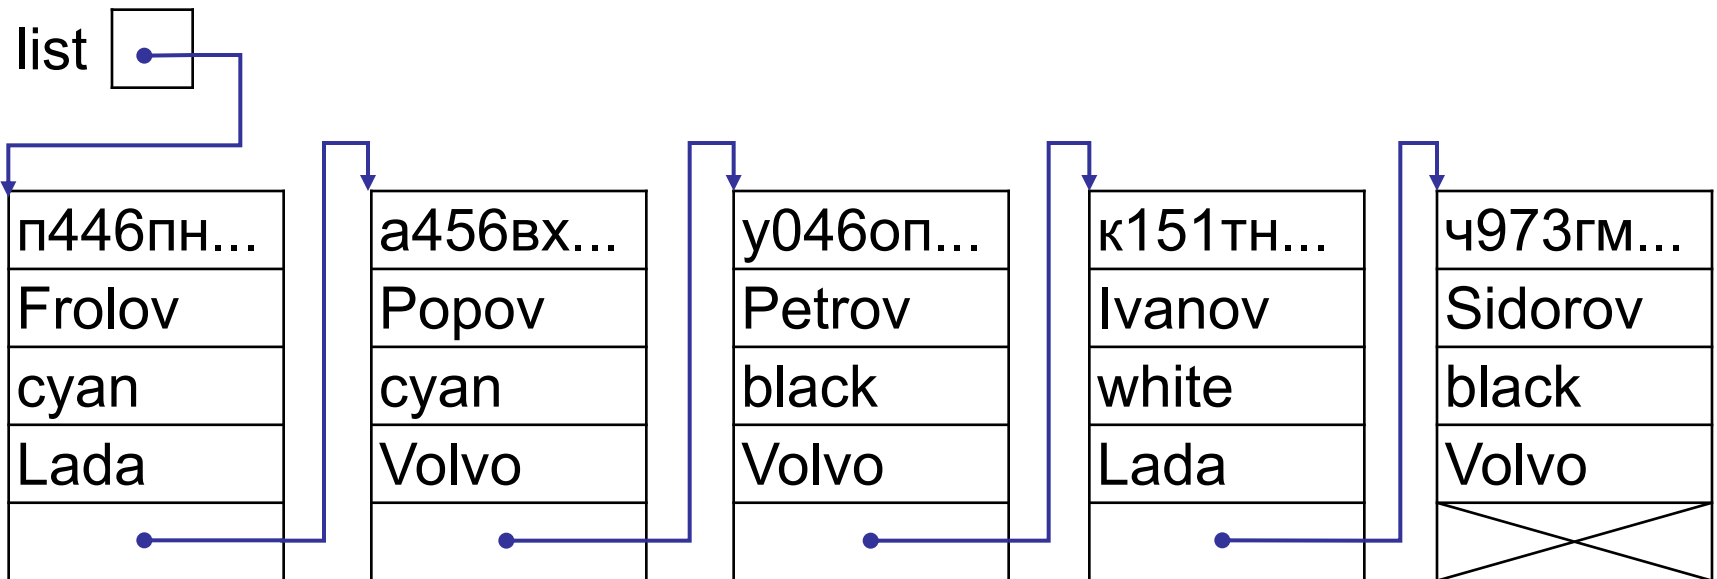 list
п446пн...
Frolov
cyan
Lada
а456вх...
Popov
cyan
Volvo
у046оп...
Petrov
black
Volvo
к151тн...
Ivanov
white
Lada
ч973гм...
Sidorov
black
Volvo